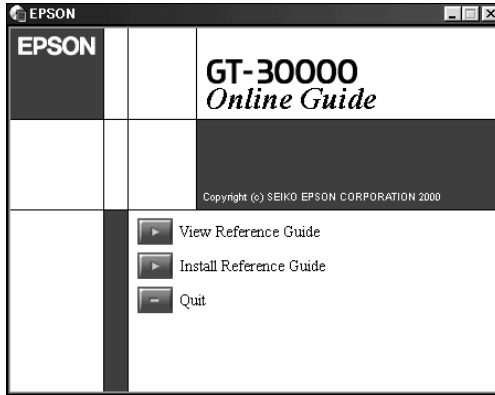 EPSON
EPSON
GT-30000
Online Guide
Copyright (c) SEIKO EPSON CORPORATION 2000
View Reference Guide
Install Reference Guide
Quit